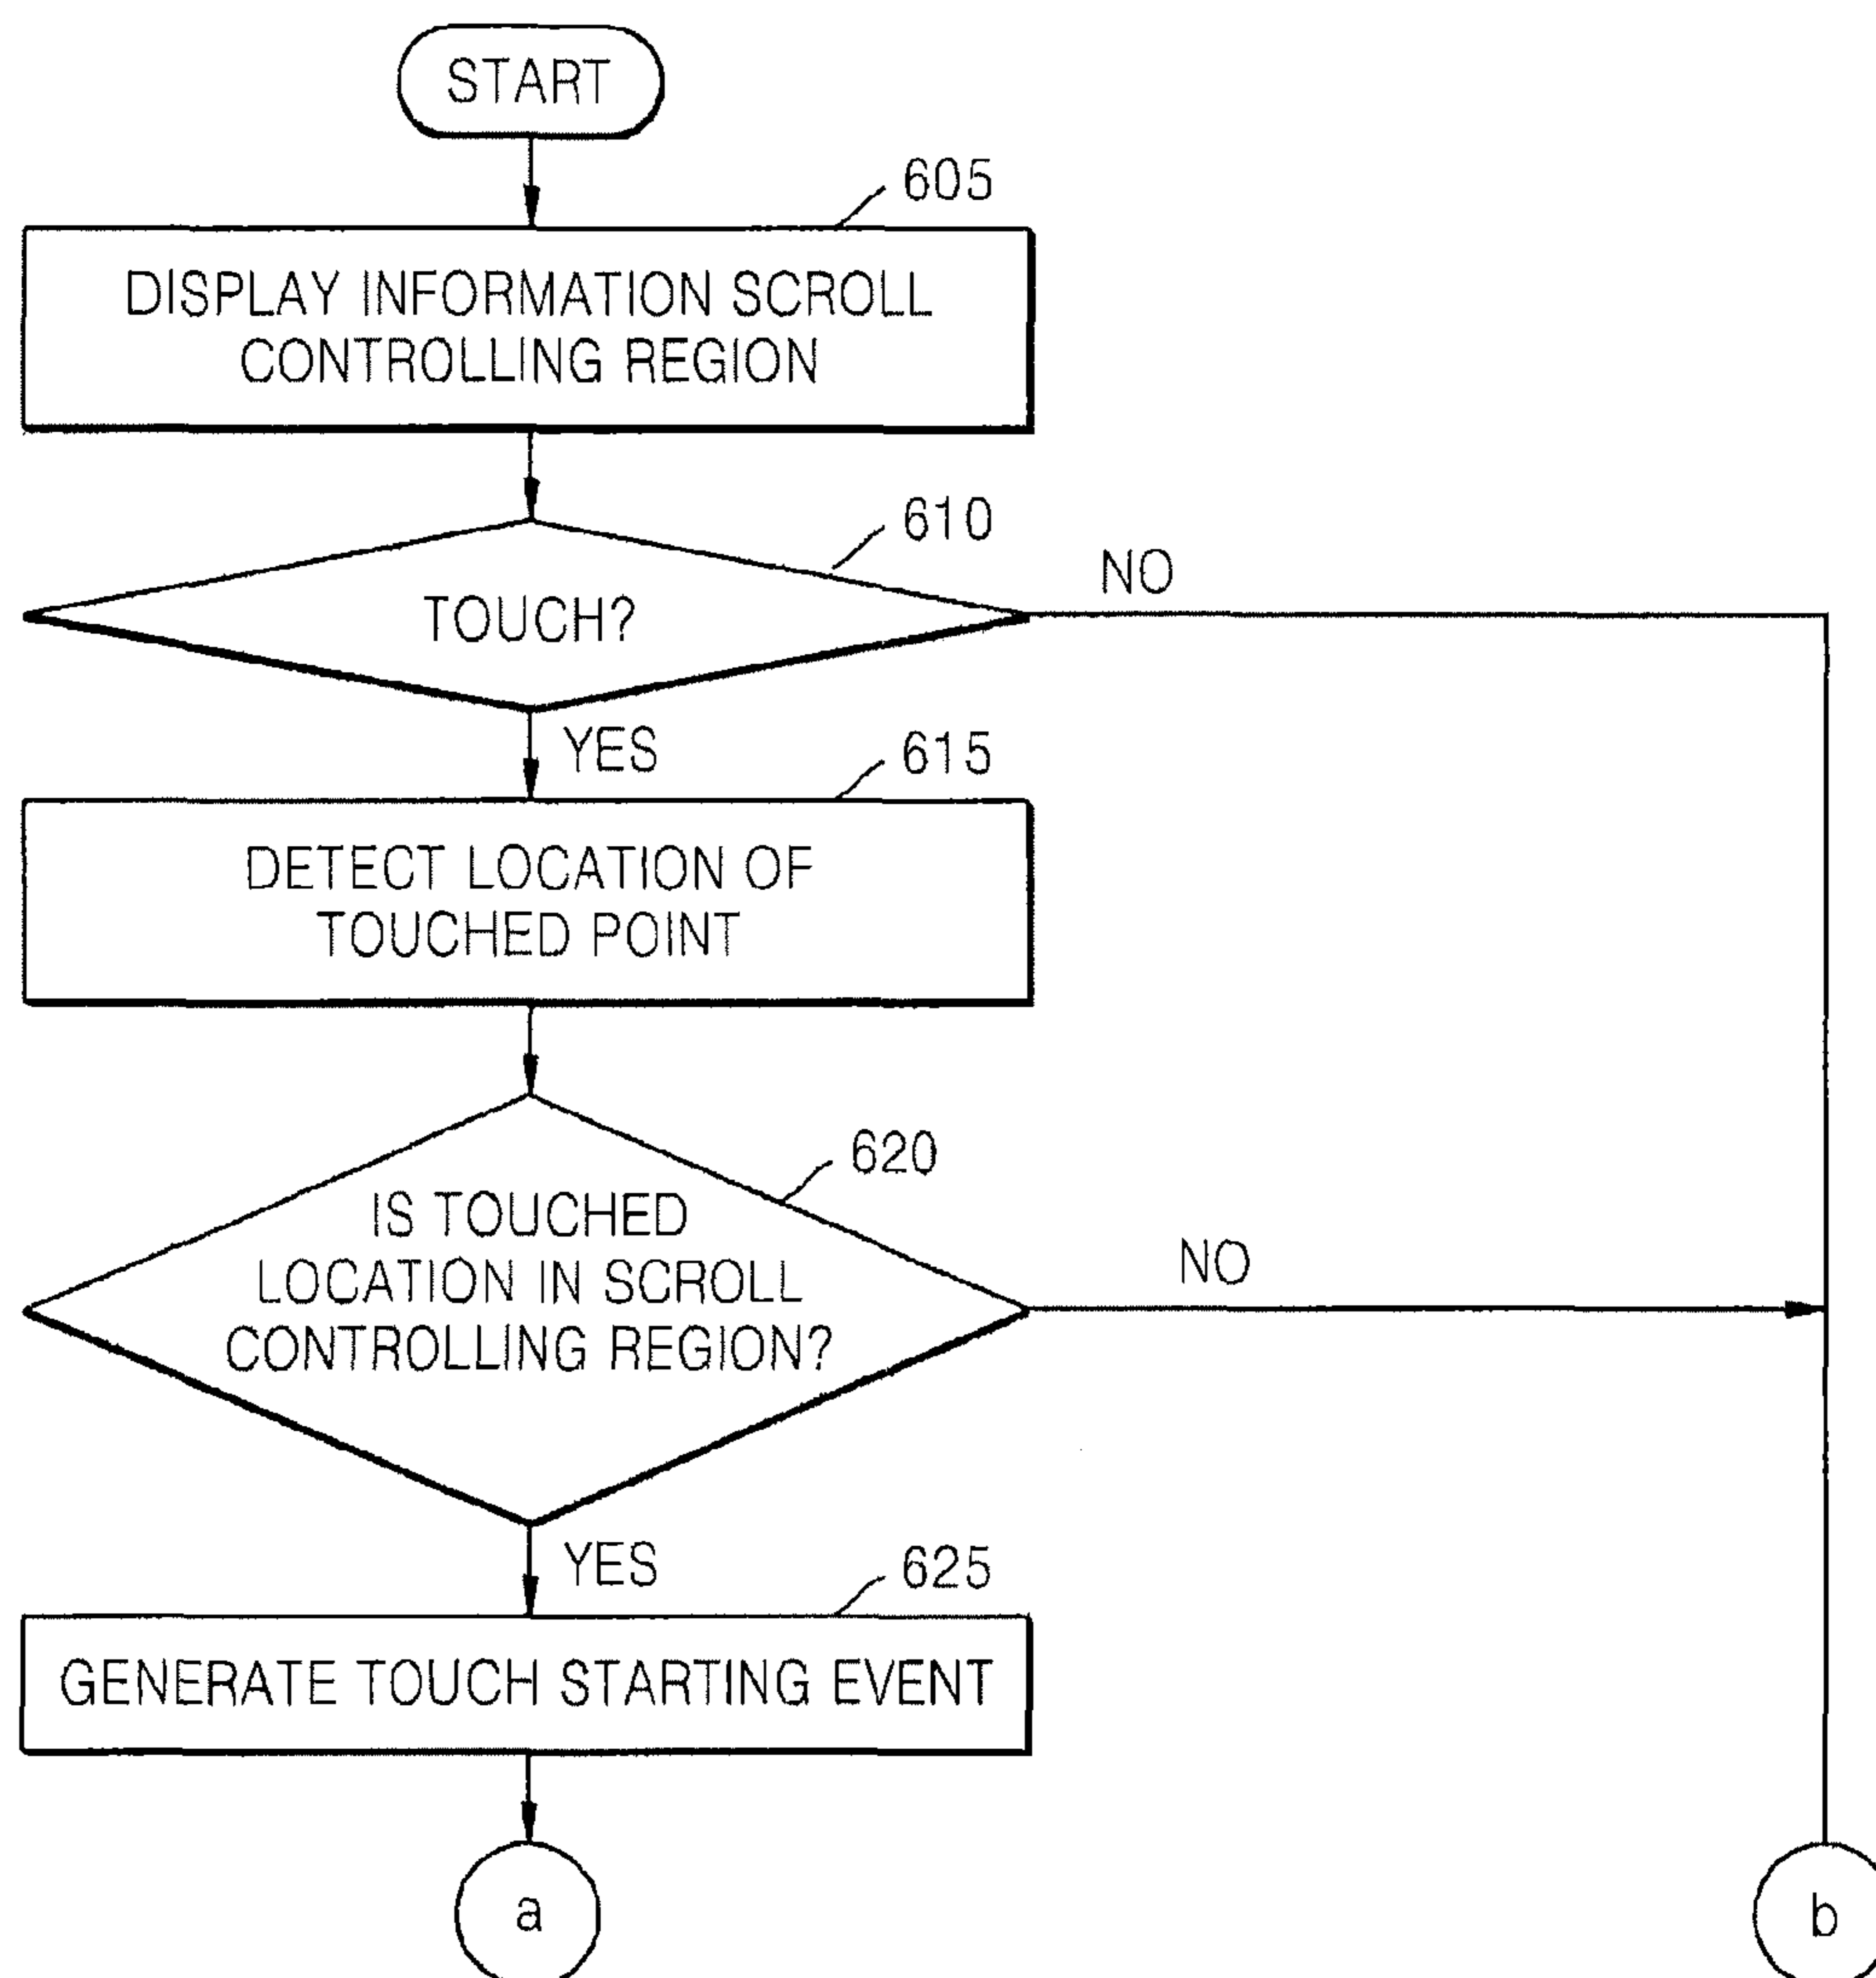 START
605
DISPLAY INFORMATION SCROLL
CONTROLLING REGION
610
NO
TOUCH?
YES
615
DETECT LOCATION OF
TOUCHED POINT
620
IS TOUCHED
LOCATION IN SCROLL
CONTROLLING REGION?
NO
YES
625
GENERATE TOUCH STARTING EVENT
a
b